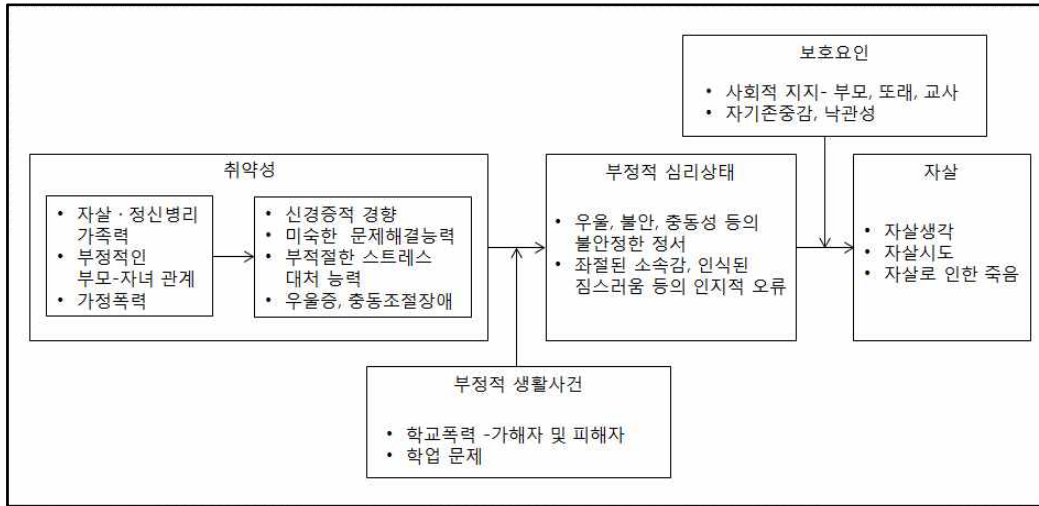 보호요인
• 사회적 지지- 부모, 또래, 교사
• 자기존중감, 낙관성
취약성
• 자살 · 정신병리
가족력
• 부정적인
부모-자녀 관계
• 가정폭력
• 신경증적 경향
• 미숙한 문제해결능력
• 부적절한 스트레스
대처 능력
• 우울증, 충동조절장애
부정적 심리상태
• 우울, 불안, 충동성 등의
불안정한 정서
• 좌절된 소속감, 인식된
짐스러움 등의 인지적 오류
자살
• 자살생각
• 자살시도
• 자살로 인한 죽음
부정적 생활사건
• 학교폭력 -가해자 및 피해자
• 학업 문제